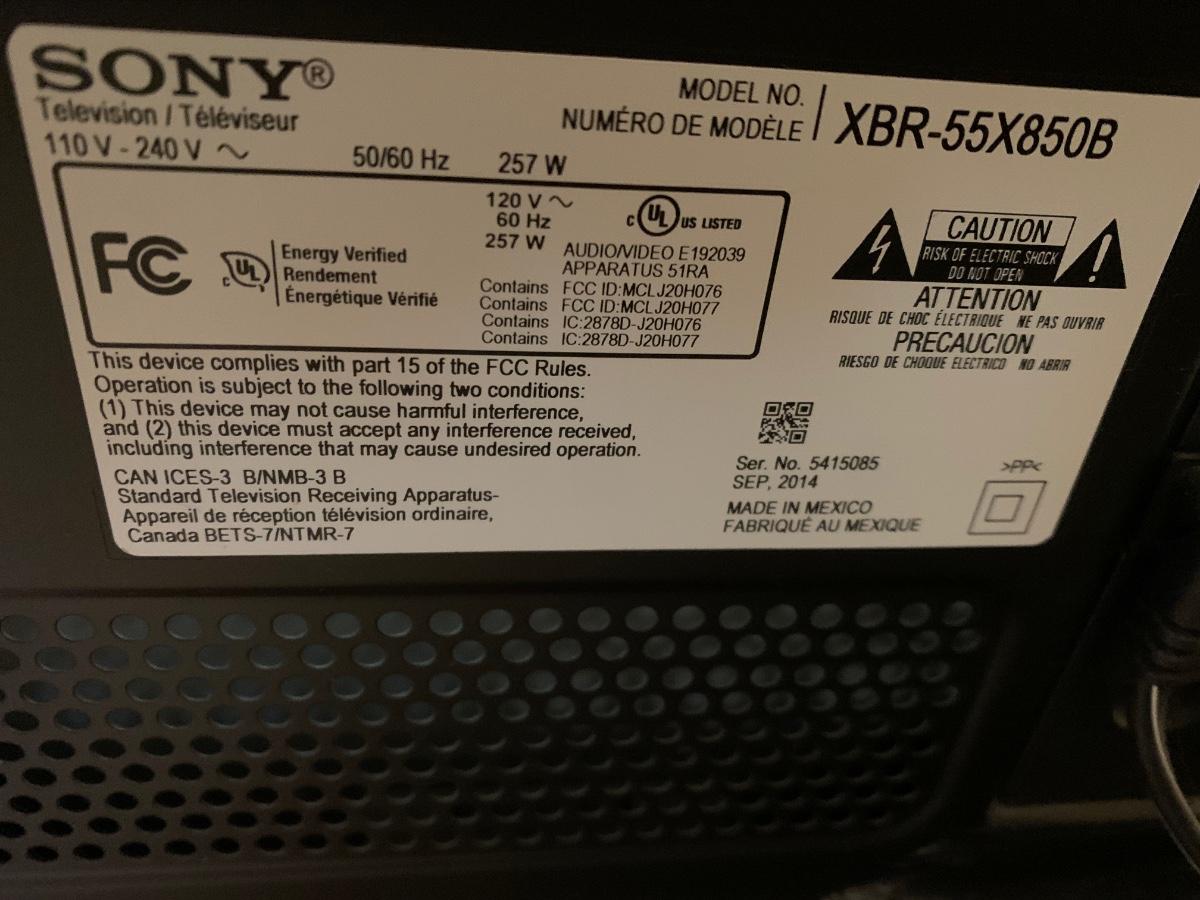 SONY®
Television / Téléviseur
MODEL NO.
NUMÉRO DE MODÈLE
XBR-55X850B
110 V - 240 V ~ 50/60 Hz 257 W
FC
C UL
Energy Verified
Rendement
Énergétique Vérifié
120 V ~
60 Hz
257 W
C UL US LISTED
AUDIO/VIDEO E192039
APPARATUS 51RA
Contains FCC ID:MCLJ20H076
Contains FCC ID:MCLJ20H077
Contains IC:2878D-J20H076
Contains IC:2878D-J20H077
CAUTION
RISK OF ELECTRIC SHOCK
DO NOT OPEN
ATTENTION
RISQUE DE CHOC ÉLECTRIQUE NE PAS OUVRIR
PRECAUCION
RIESGO DE CHOQUE ELECTRICO NO ABRIR
This device complies with part 15 of the FCC Rules.
Operation is subject to the following two conditions:
(1) This device may not cause harmful interference,
and (2) this device must accept any interference received,
including interference that may cause undesired operation.
CAN ICES-3 B/NMB-3 B
Standard Television Receiving Apparatus-
Appareil de réception télévision ordinaire,
Canada BETS-7/NTMR-7
Ser. No. 5415085
SEP, 2014
MADE IN MEXICO
FABRIQUÉ AU MEXIQUE
>PP<